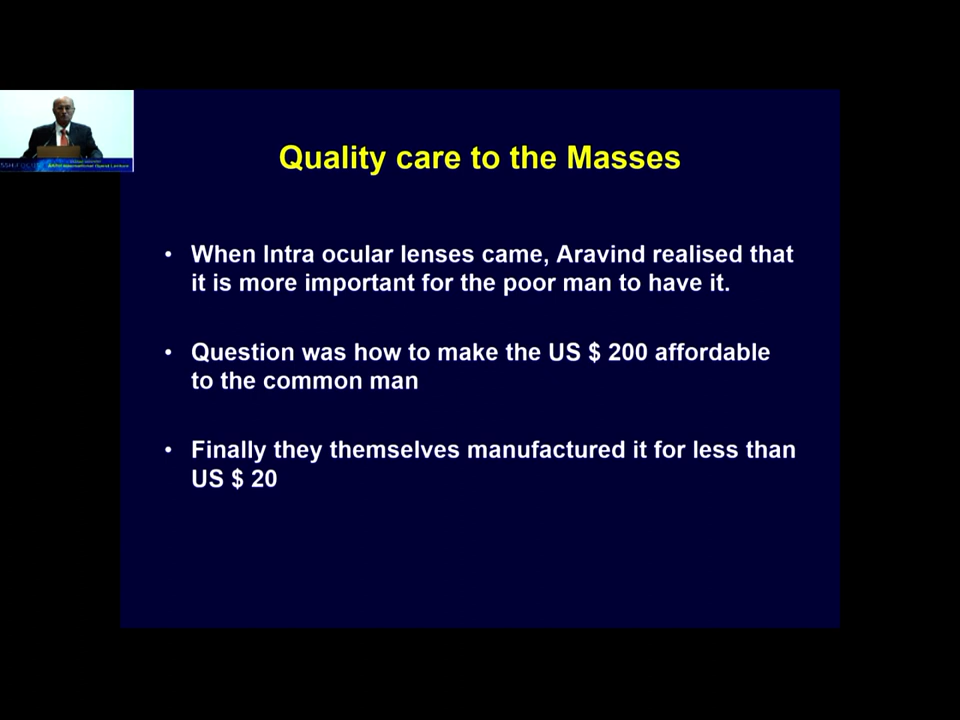 Quality care to the Masses
• When Intra ocular lenses came, Aravind realised that
it is more important for the poor man to have it.
• Question was how to make the US $ 200 affordable
to the common man
• Finally they themselves manufactured it for less than
US $ 20